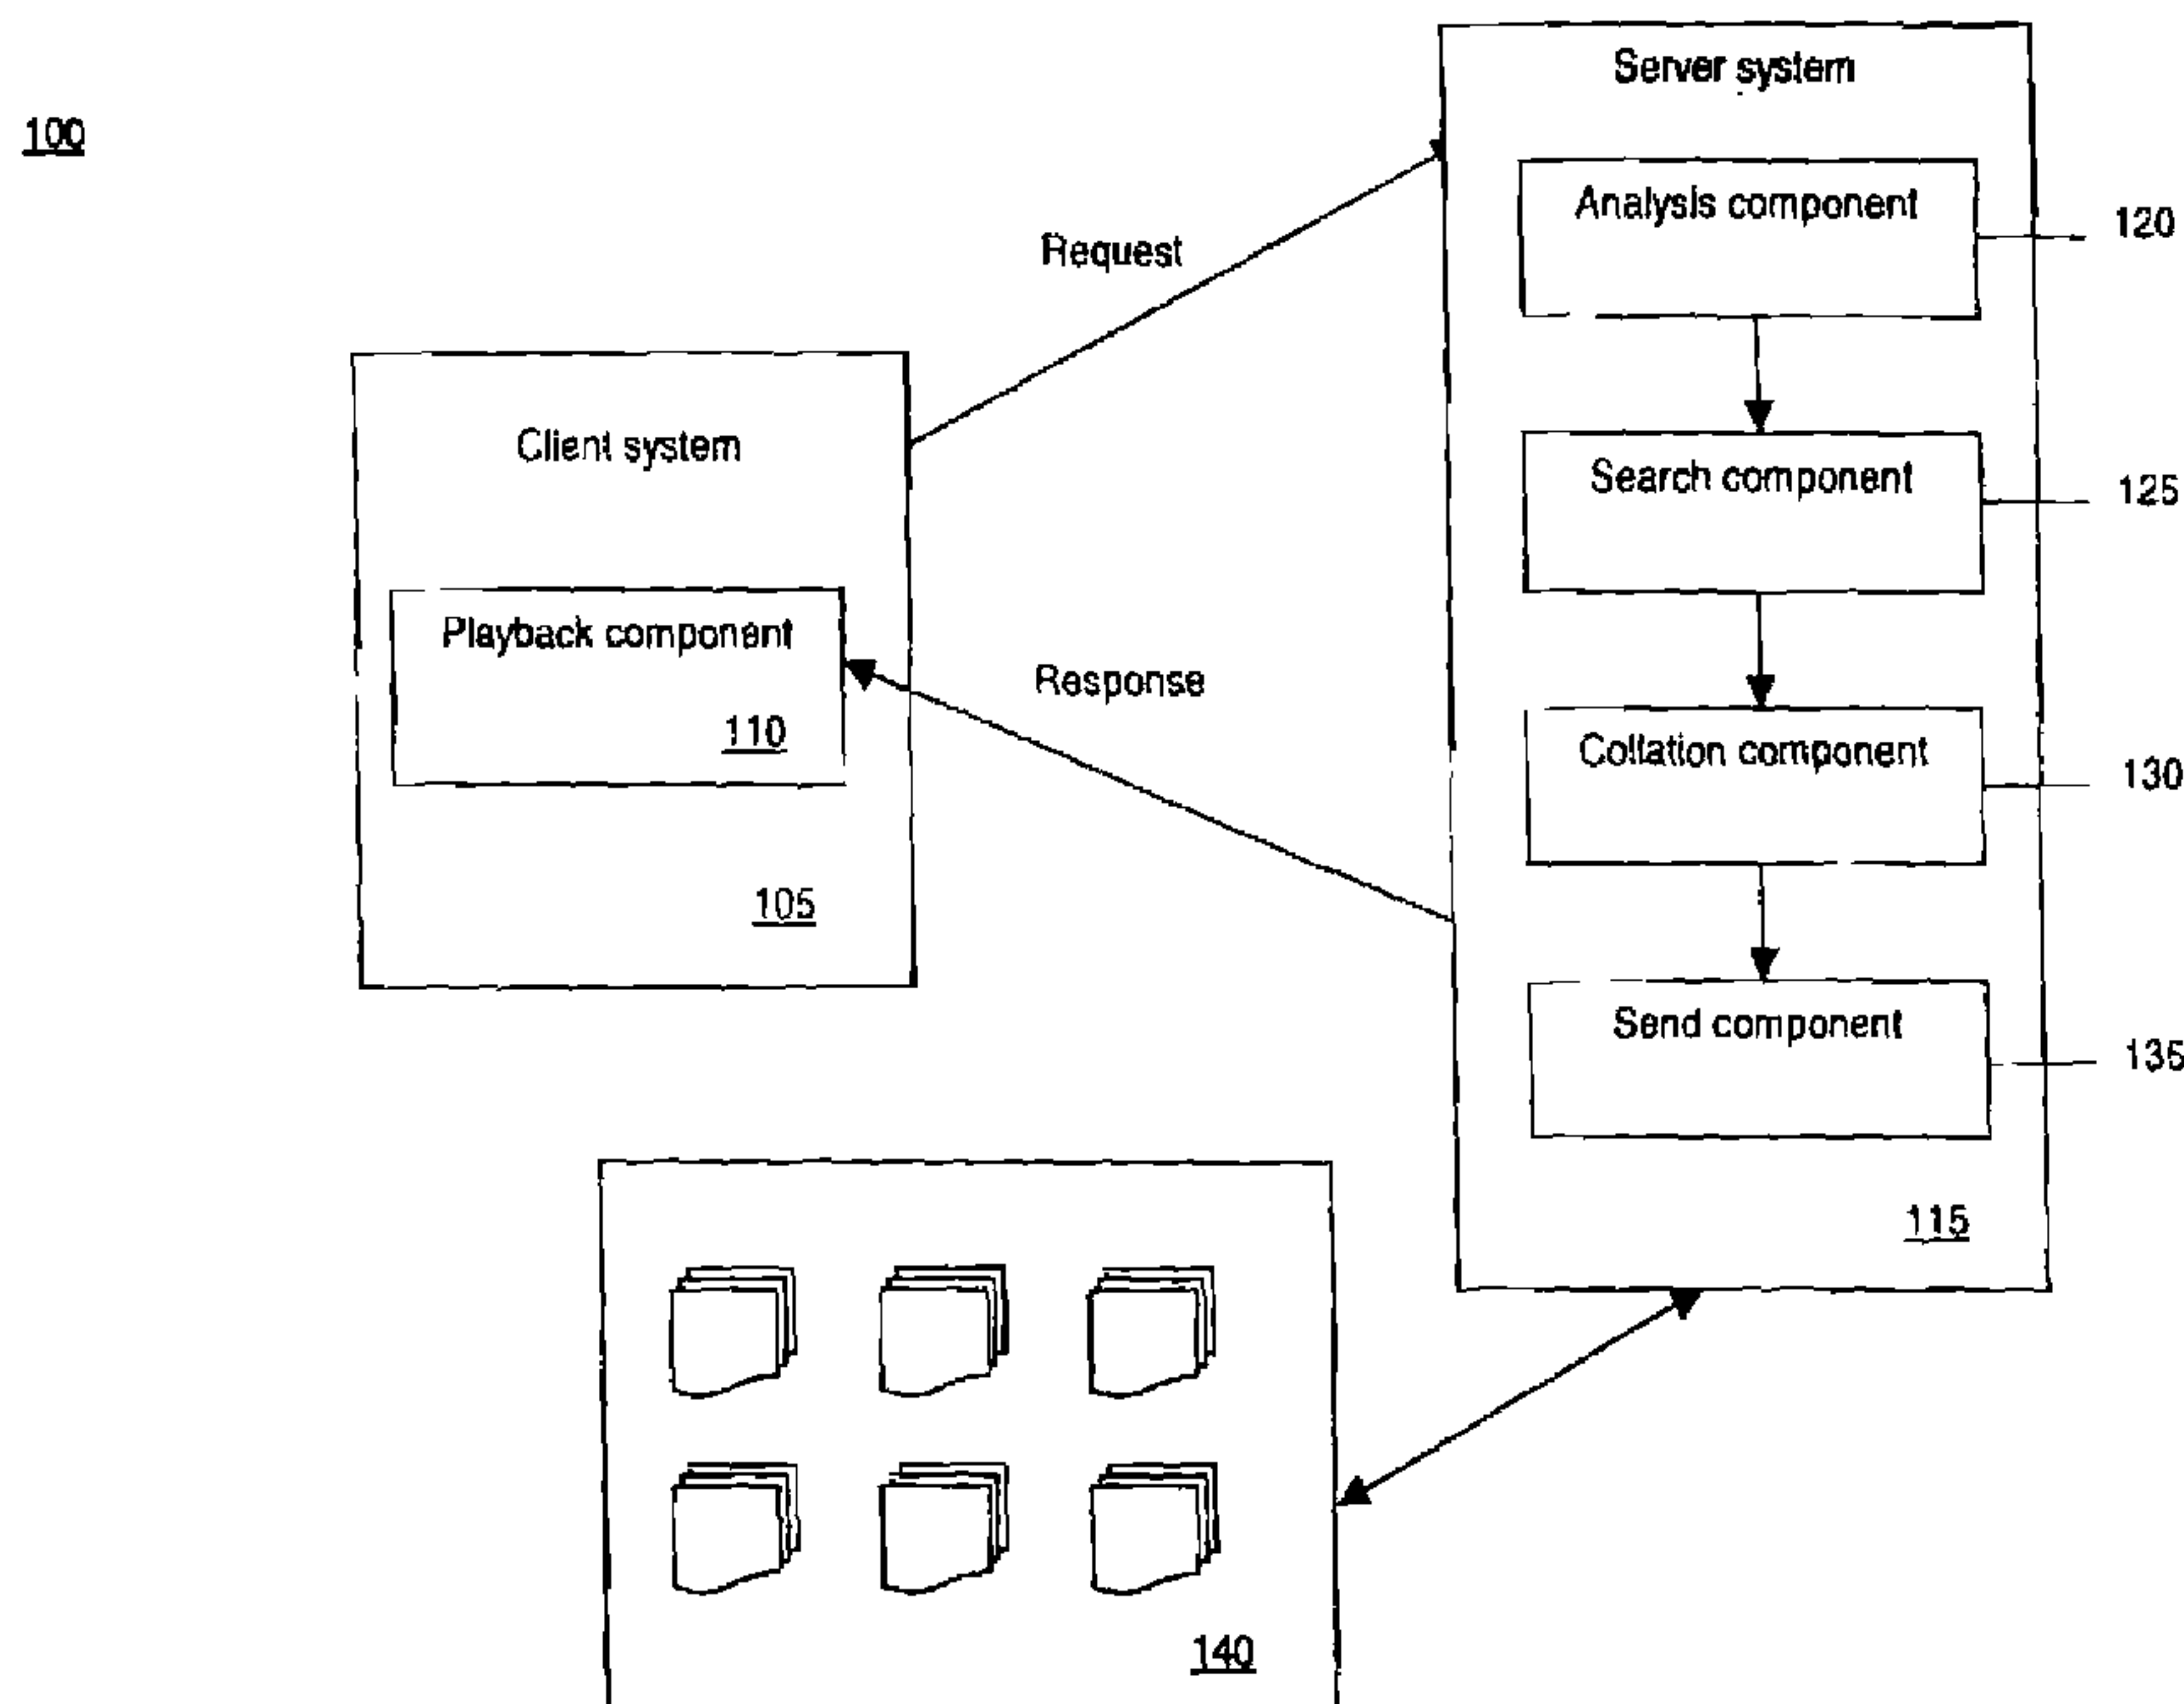 100
Server system
Analysis component
120
Request
Search component
125
Client system
Playback component
110
Response
Collation component
130
105
Send component
135
115
140